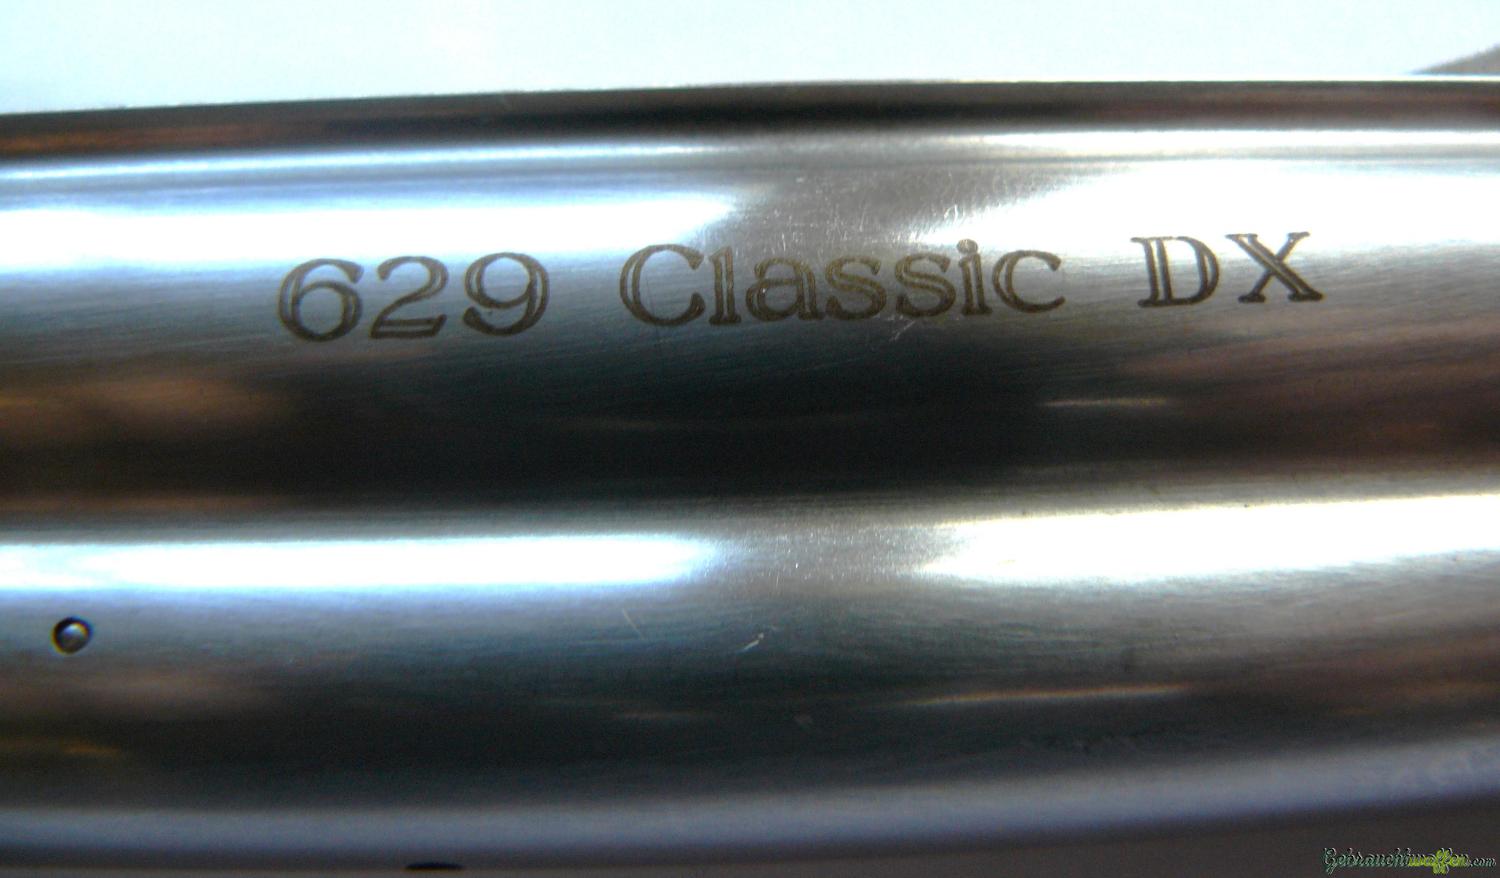 629 Classic DX
Gebrauchtwaffen.com